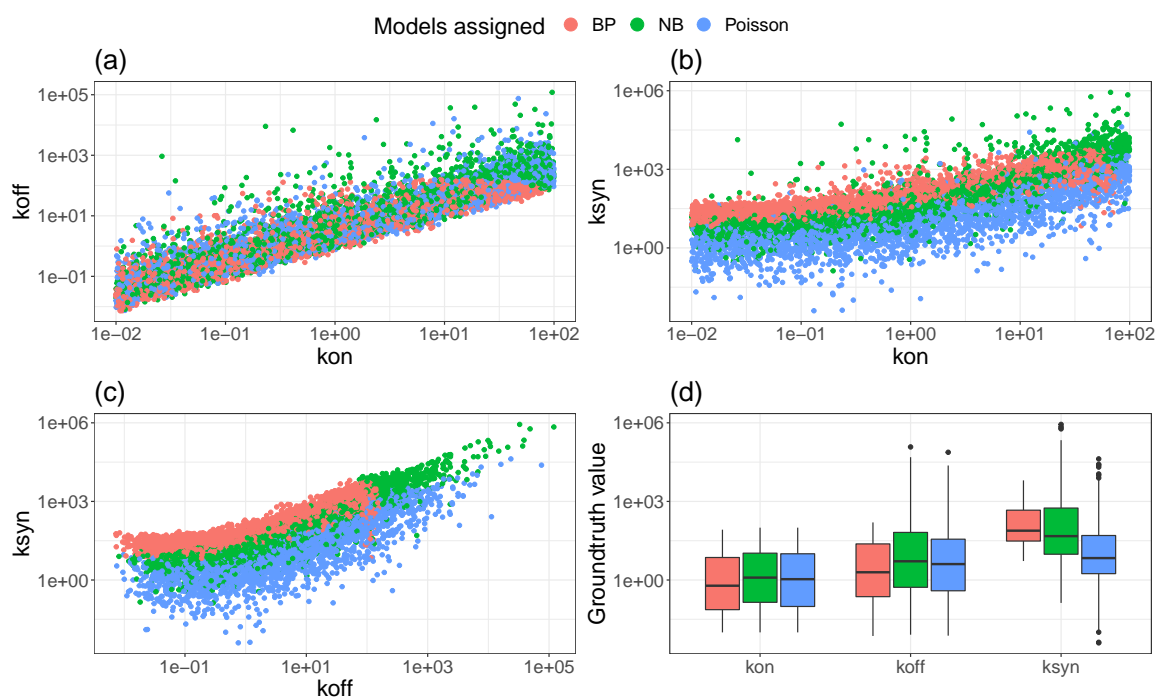 Models assigned BP NB Poisson
(a)
1e+05
1e+03
1e+01
1e−01
koff
1e−02 1e−01 1e+00 1e+01 1e+02
kon
(b)
1e+06
1e+03
1e+00
ksyn
1e−02 1e−01 1e+00 1e+01 1e+02
kon
(c)
1e+06
1e+03
1e+00
ksyn
1e−01 1e+01 1e+03 1e+05
koff
(d)
1e+06
1e+03
1e+00
Groundtruth value
kon koff ksyn